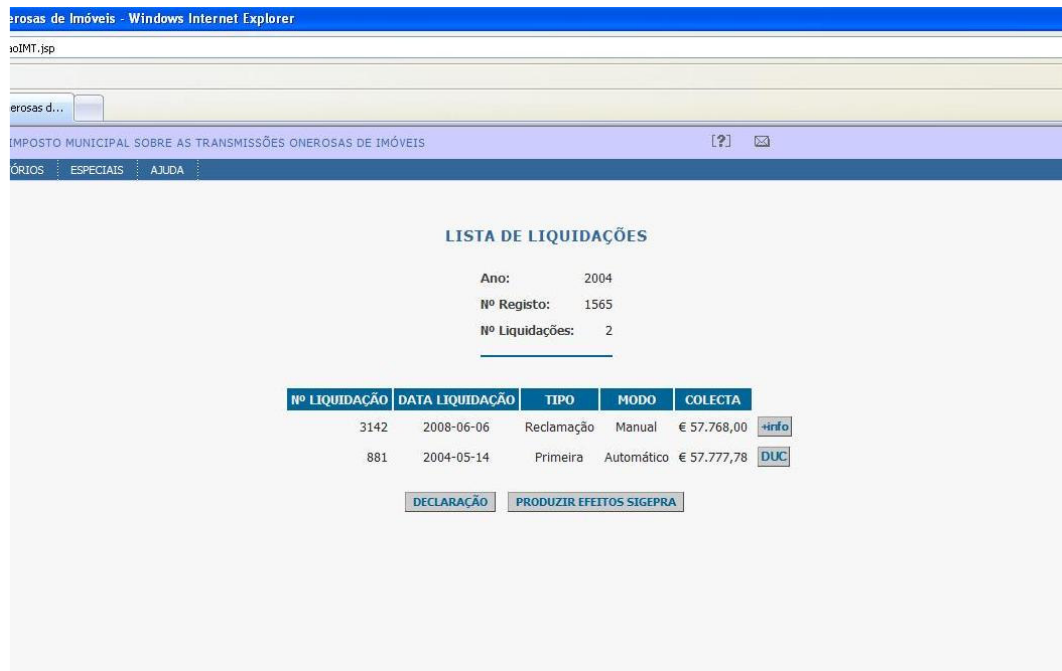 erosas de Imóveis - Windows Internet Explorer
aoIMT.jsp
erosas d...
IMPOSTO MUNICIPAL SOBRE AS TRANSMISSÕES ONEROSAS DE IMÓVEIS [?]
ÓRIOS ESPECIAIS AJUDA
LISTA DE LIQUIDAÇÕES
Ano: 2004
Nº Registo: 1565
Nº Liquidações: 2
Nº LIQUIDAÇÃO DATA LIQUIDAÇÃO TIPO MODO COLECTA
3142 2008-06-06 Reclamação Manual € 57.768,00 +info
881 2004-05-14 Primeira Automático € 57.777,78 DUC
DECLARAÇÃO PRODUZIR EFEITOS SIGEPRA